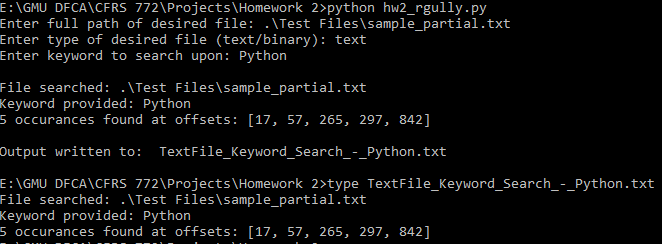 E:\GMU DFCA\CFRS 772\Projects\Homework 2>python hw2_rgully.py
Enter full path of desired file: .\Test Files\sample_partial.txt
Enter type of desired file (text/binary): text
Enter keyword to search upon: Python
File searched: .\Test Files\sample_partial.txt
Keyword provided: Python
5 occurances found at offsets: [17, 57, 265, 297, 842]
Output written to:  TextFile_Keyword_Search_-_Python.txt
E:\GMU DFCA\CFRS 772\Projects\Homework 2>type TextFile_Keyword_Search_-_Python.txt
File searched: .\Test Files\sample_partial.txt
Keyword provided: Python
5 occurances found at offsets: [17, 57, 265, 297, 842]